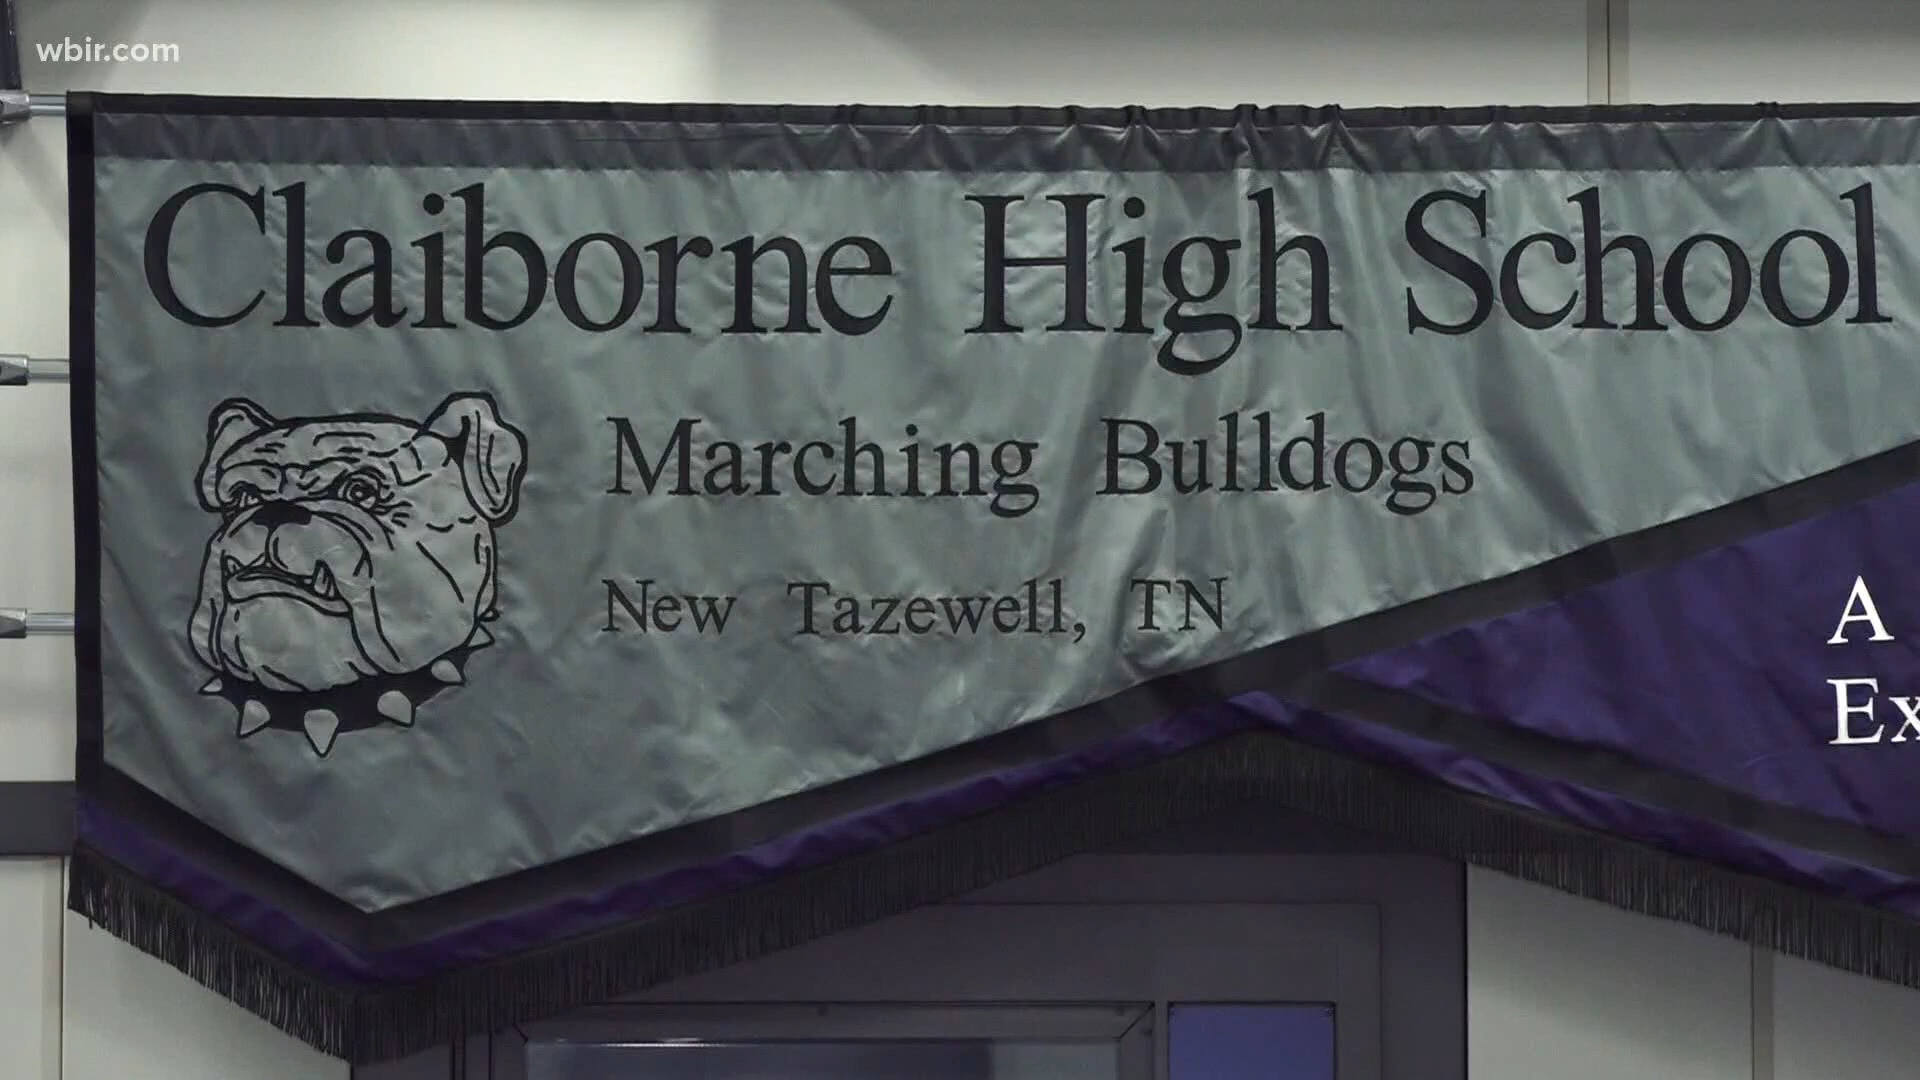 wbir.com
Claiborne High School
Marching Bulldogs
New Tazewell, TN
A
Ex